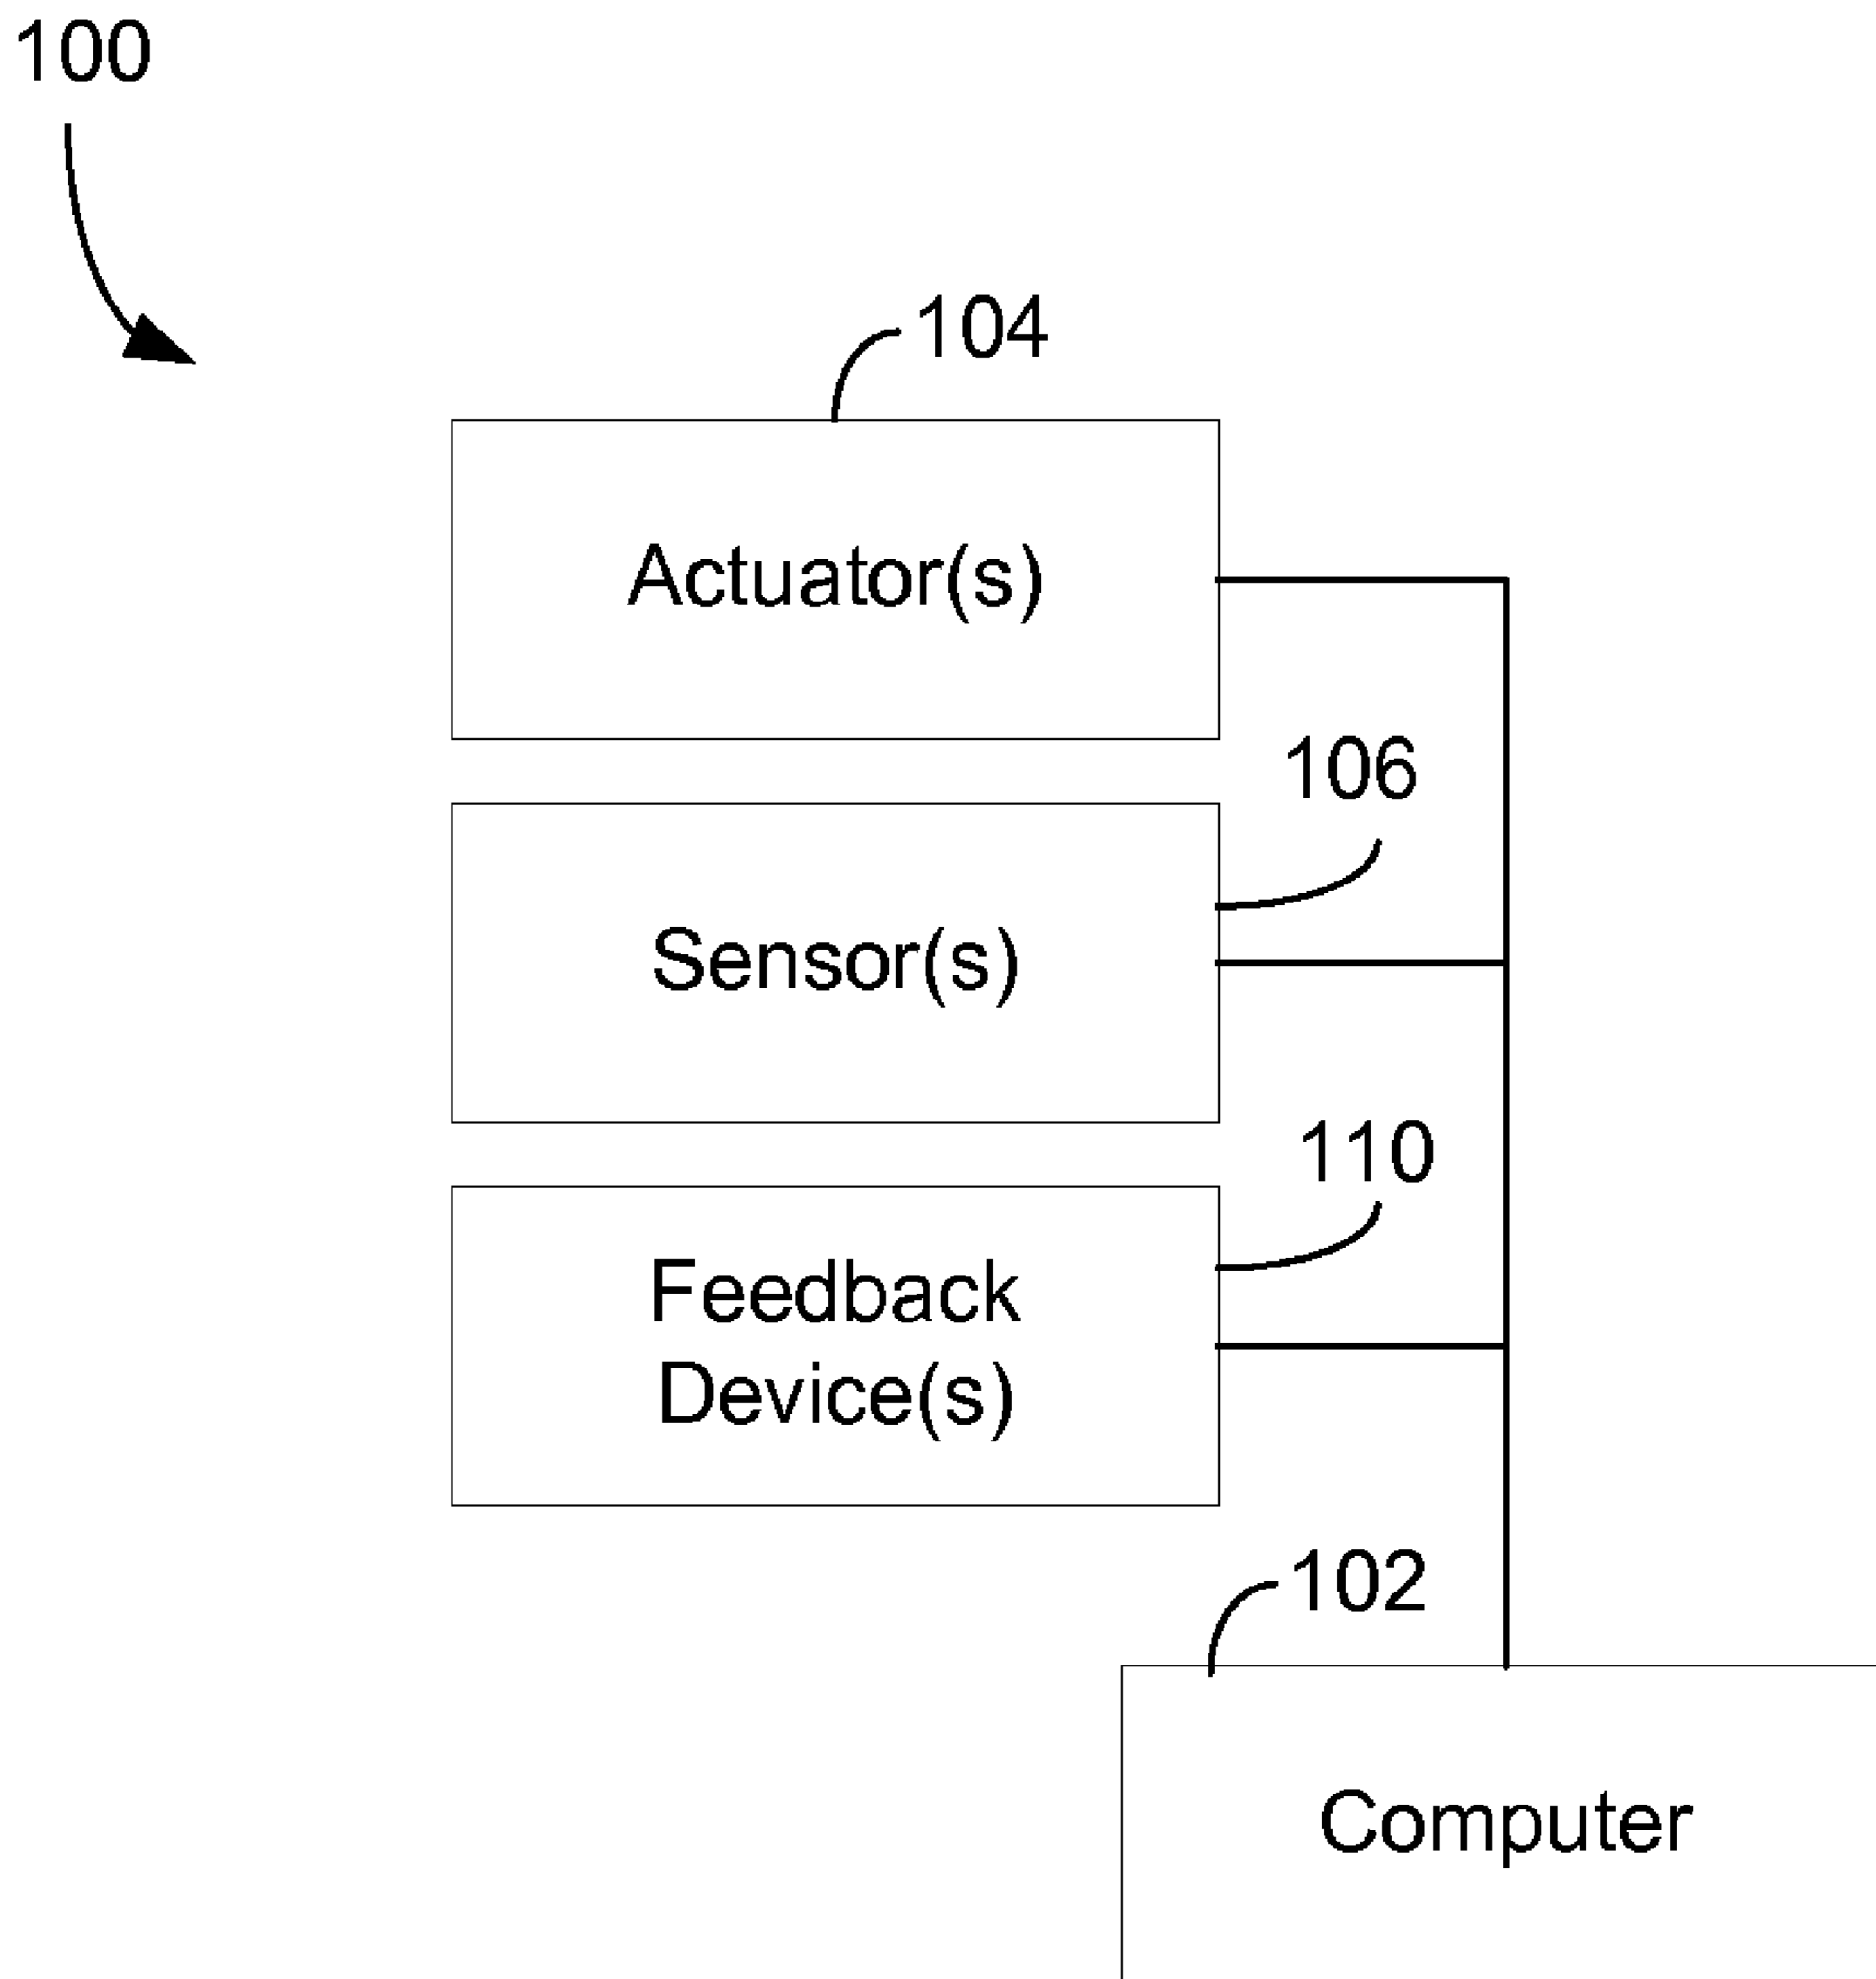 100
104
Actuator(s)
106
Sensor(s)
110
Feedback
Device(s)
102
Computer